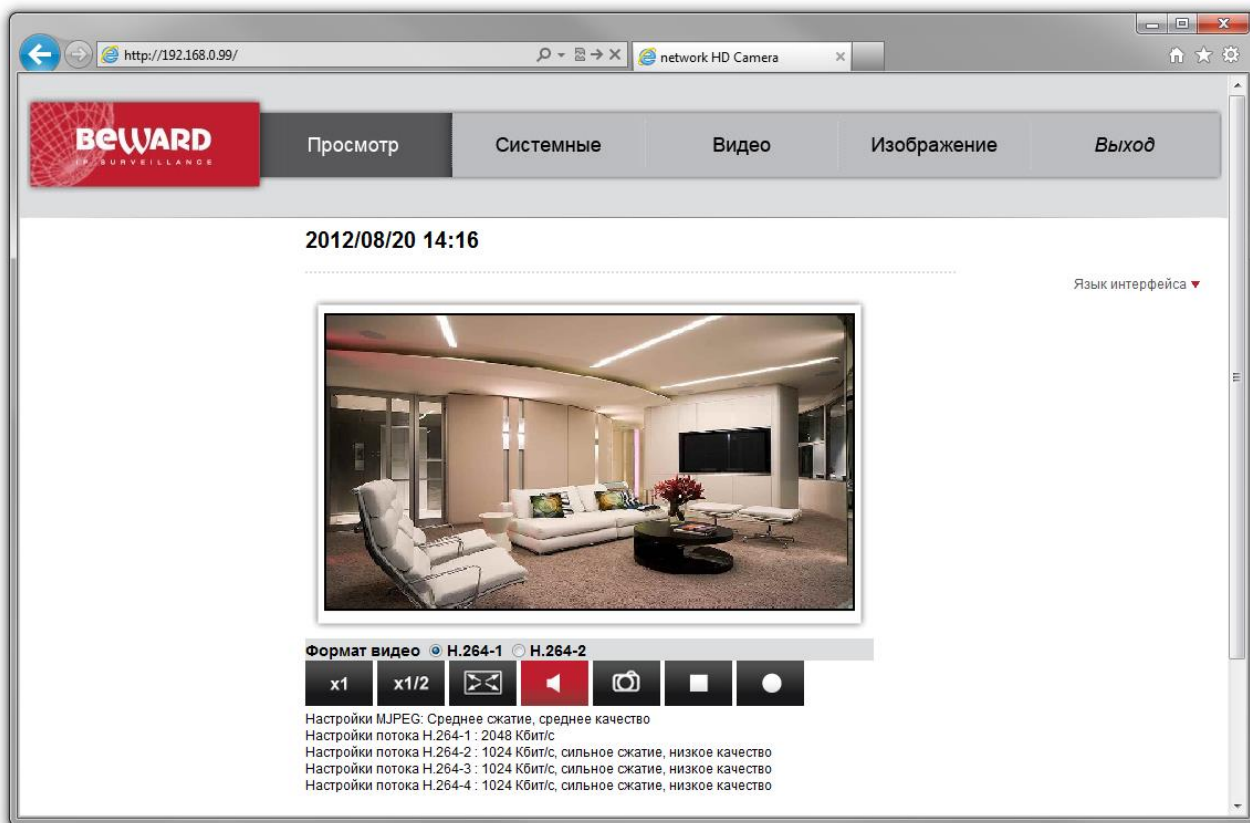 http://192.168.0.99/
network HD Camera
BEWARD
IP SURVEILLANCE
Просмотр
Системные
Видео
Изображение
Выход
2012/08/20 14:16
Язык интерфейса
Формат видео H.264-1 H.264-2
x1 x1/2
Настройки MJPEG: Среднее сжатие, среднее качество
Настройки потока H.264-1 : 2048 Кбит/с
Настройки потока H.264-2 : 1024 Кбит/с, сильное сжатие, низкое качество
Настройки потока H.264-3 : 1024 Кбит/с, сильное сжатие, низкое качество
Настройки потока H.264-4 : 1024 Кбит/с, сильное сжатие, низкое качество